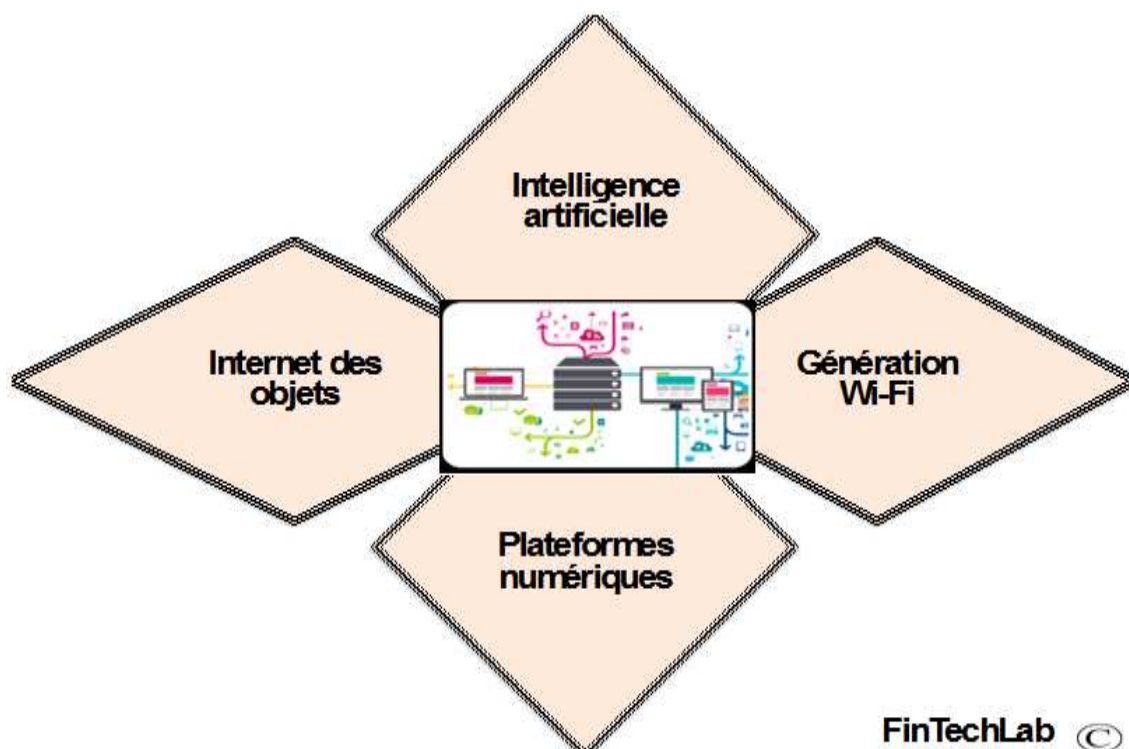 Intelligence
artificielle
Internet des
objets
Génération
Wi-Fi
Plateformes
numériques
FinTechLab ©